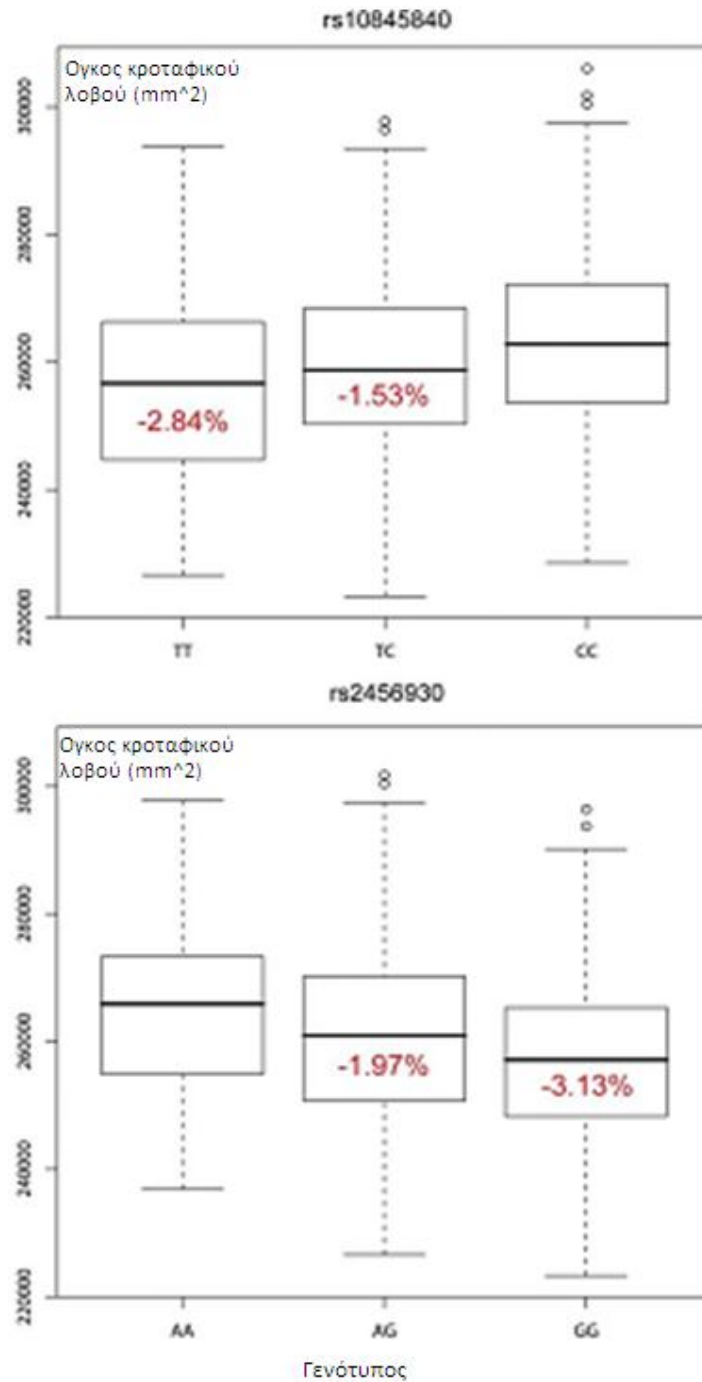 rs10845840
Ογκος κροταφικού
λοβού (mm^2)
300000
280000
260000
240000
220000
-2.84%
-1.53%
TT
TC
CC
rs2456930
Ογκος κροταφικού
λοβού (mm^2)
300000
280000
260000
240000
220000
-1.97%
-3.13%
AA
AG
GG
Γενότυπος